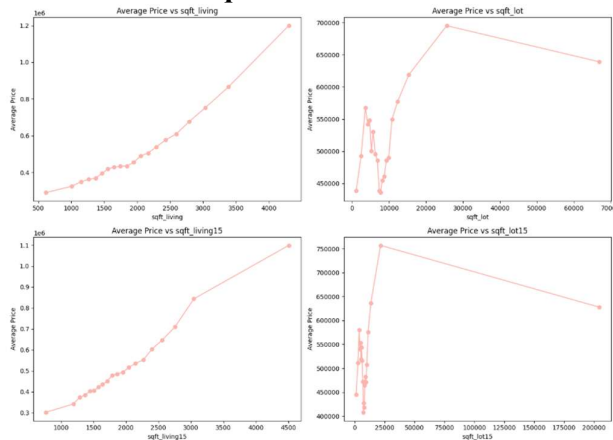 Average Price vs sqft_living
1e6
1.2
1.0
0.8
0.6
0.4
Average Price
500 1000 1500 2000 2500 3000 3500 4000
sqft_living
Average Price vs sqft_lot
700000
650000
600000
550000
500000
450000
Average Price
0 10000 20000 30000 40000 50000 60000 7000
sqft_lot
Average Price vs sqft_living15
1e6
1.1
1.0
0.9
0.8
0.7
0.6
0.5
0.4
0.3
Average Price
1000 1500 2000 2500 3000 3500 4000 4500
sqft_living15
Average Price vs sqft_lot15
750000
700000
650000
600000
550000
500000
450000
400000
Average Price
0 25000 50000 75000 100000 125000 150000 175000 200000
sqft_lot15